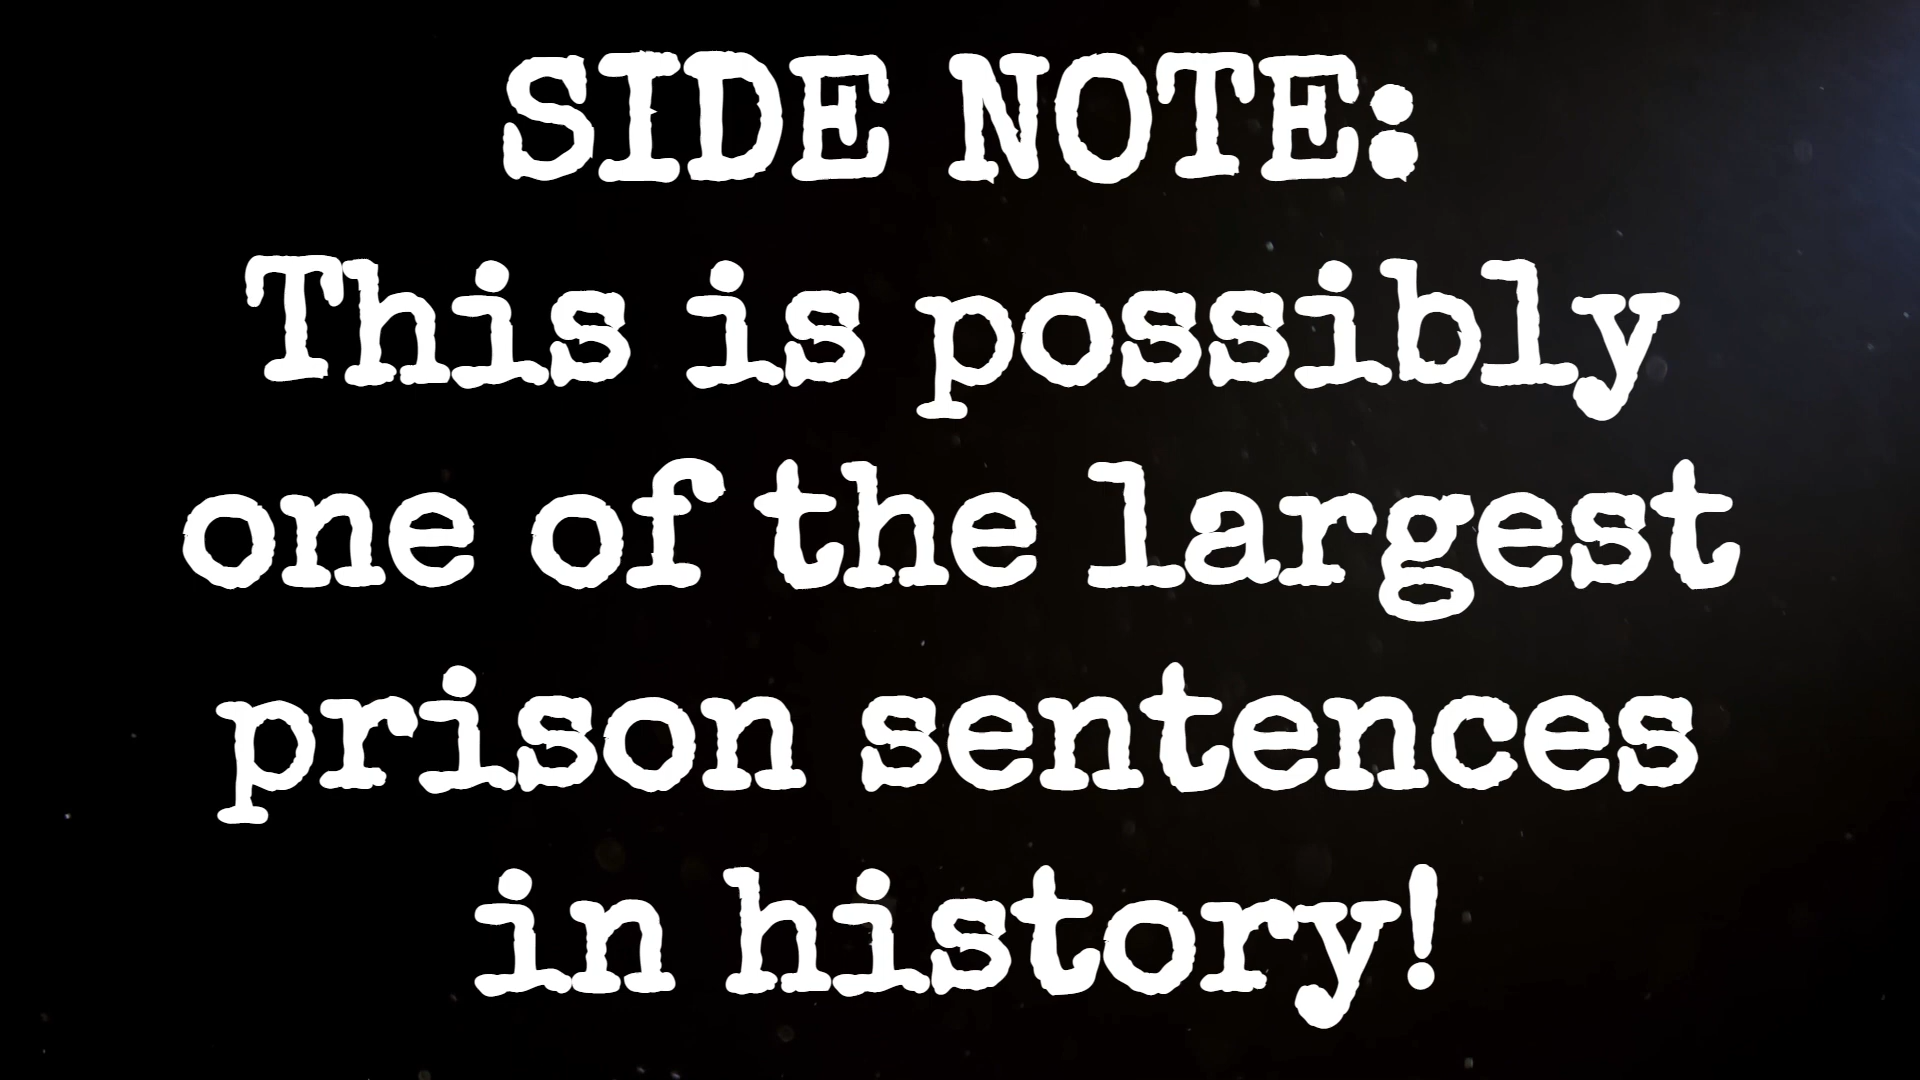 SIDE NOTE:
This is possibly
one of the largest
prison sentences
in history!